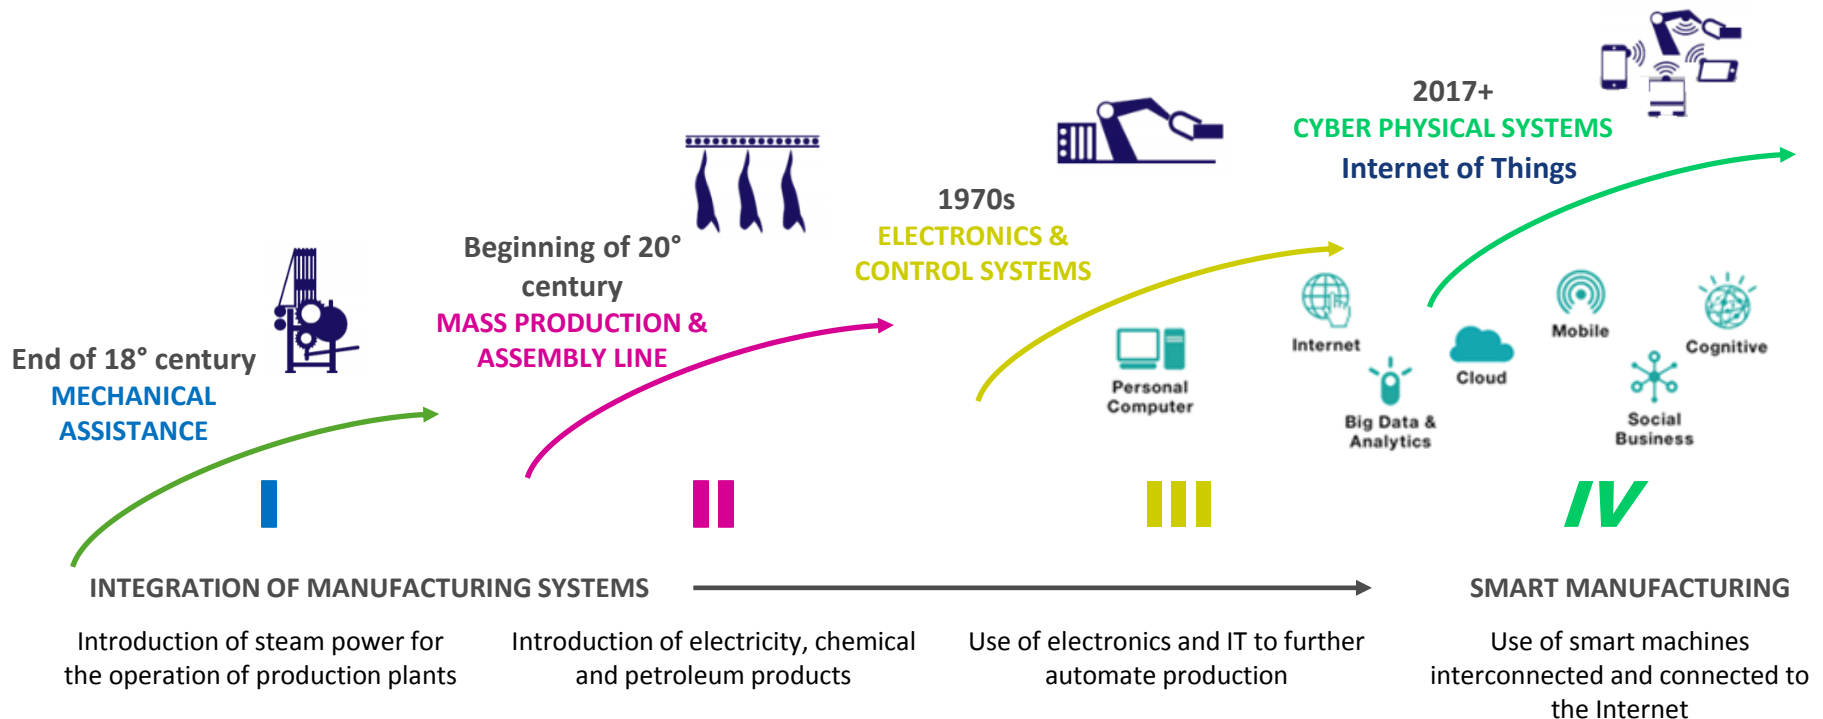 End of 18° century
MECHANICAL
ASSISTANCE
I
Beginning of 20°
century
MASS PRODUCTION &
ASSEMBLY LINE
II
1970s
ELECTRONICS &
CONTROL SYSTEMS
Personal
Computer
III
2017+
CYBER PHYSICAL SYSTEMS
Internet of Things
Internet
Big Data &
Analytics
Cloud
Mobile
Social
Business
Cognitive
IV
INTEGRATION OF MANUFACTURING SYSTEMS
SMART MANUFACTURING
Introduction of steam power for
the operation of production plants
Introduction of electricity, chemical
and petroleum products
Use of electronics and IT to further
automate production
Use of smart machines
interconnected and connected to
the Internet